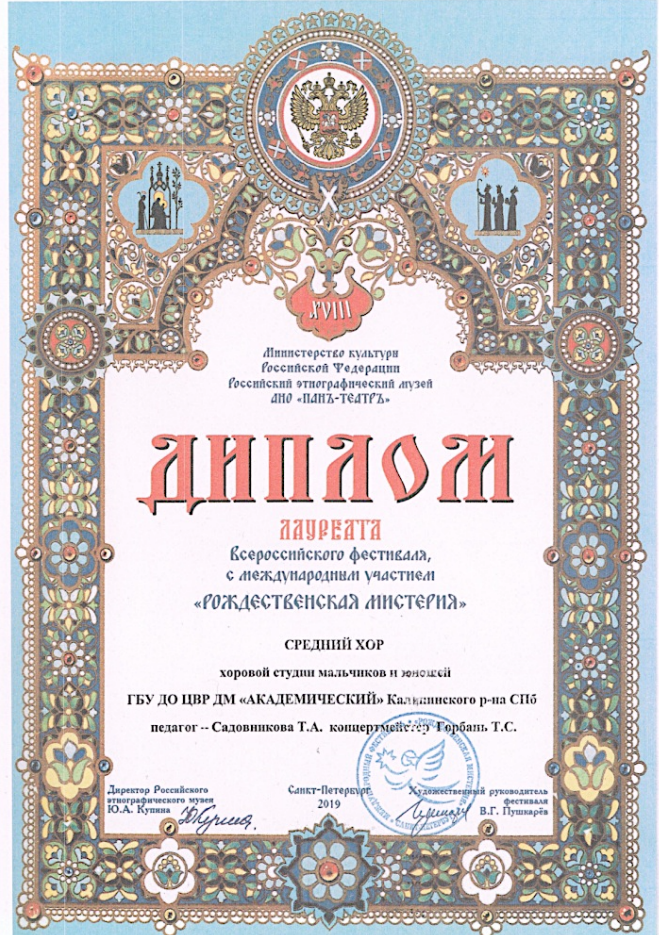 XVIII
Министерство культуры
Российской Федерации
Российский этнографический музей
АНО «ПАНЪ-ТЕАТРЪ»
ДИПЛОМ
ЛАУРЕАТА
Всероссийского фестиваля,
с международным участием
«РОЖДЕСТВЕНСКАЯ МИСТЕРИЯ»
СРЕДНИЙ ХОР
хоровой студии мальчиков и юношей
ГБУ ДО ЦВР ДМ «АКАДЕМИЧЕСКИЙ» Калининского р-на СПб
педагог -- Садовникова Т.А. концертмейстер Горбань Т.С.
Директор Российского
этнографического музея
Ю.А. Купина
Санкт-Петербург
2019
Художественный руководитель
фестиваля
В.Г. Пушкарёв